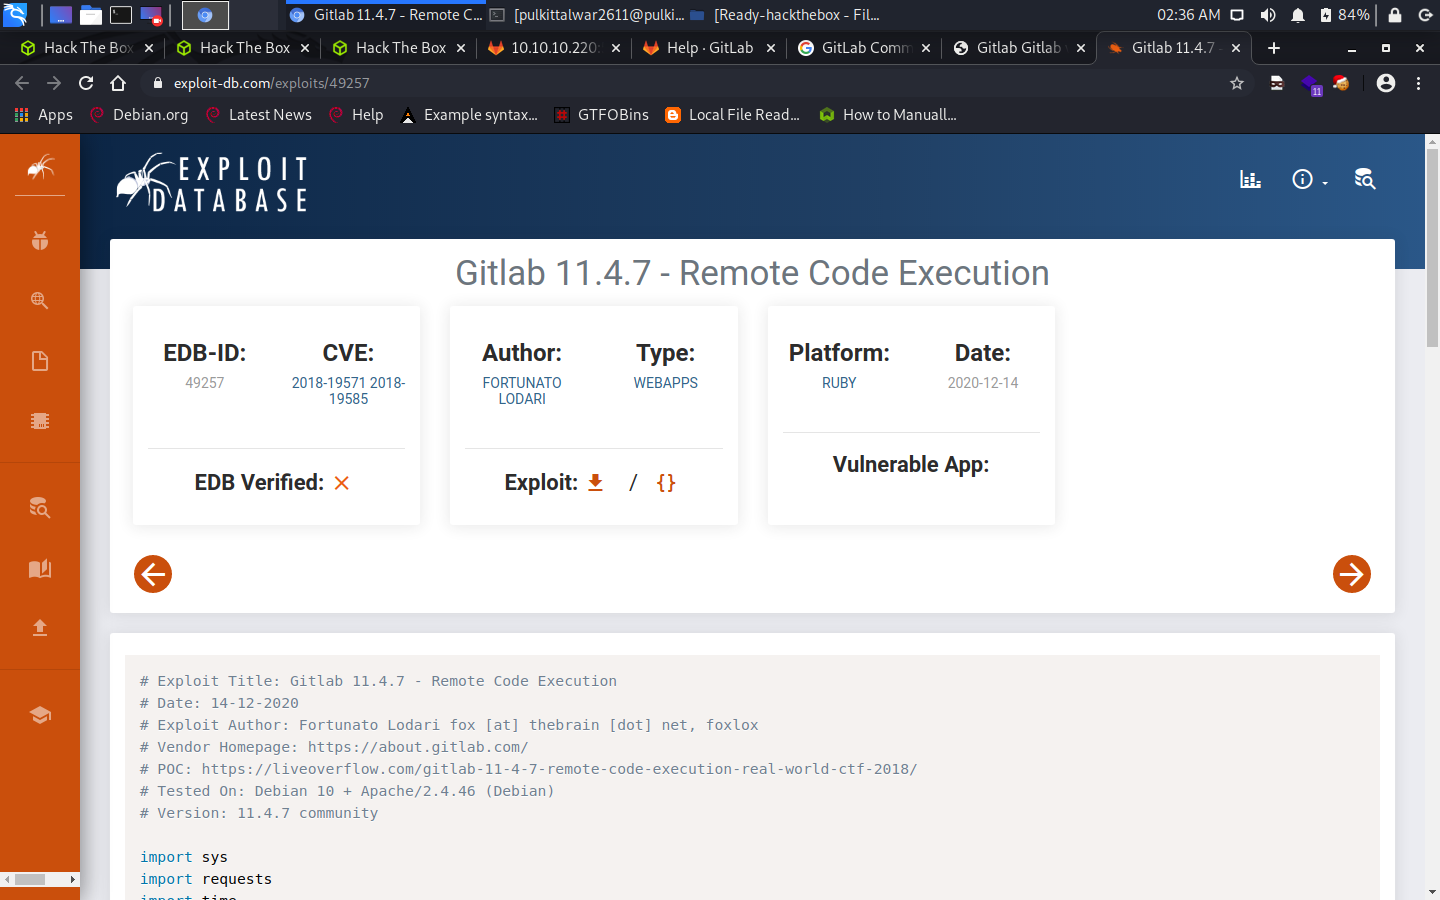 Gitlab 11.4.7 - Remote C... [pulkittalwar2611@pulki... [Ready-hackthebox - Fil... 02:36 AM 84%
Hack The Box Hack The Box Hack The Box 10.10.10.220: Help · GitLab GitLab Comm Gitlab Gitlab Gitlab 11.4.7 -
exploit-db.com/exploits/49257 11
Apps Debian.org Latest News Help Example syntax... GTFOBins Local File Read... How to Manuall...
EXPLOIT
DATABASE
Gitlab 11.4.7 - Remote Code Execution
EDB-ID:
49257
CVE:
2018-19571 2018-
19585
EDB Verified:
Author:
FORTUNATO
LODARI
Type:
WEBAPPS
Exploit: / {}
Platform:
RUBY
Date:
2020-12-14
Vulnerable App:
# Exploit Title: Gitlab 11.4.7 - Remote Code Execution
# Date: 14-12-2020
# Exploit Author: Fortunato Lodari fox [at] thebrain [dot] net, foxlox
# Vendor Homepage: https://about.gitlab.com/
# POC: https://liveoverflow.com/gitlab-11-4-7-remote-code-execution-real-world-ctf-2018/
# Tested On: Debian 10 + Apache/2.4.46 (Debian)
# Version: 11.4.7 community
import sys
import requests
import time